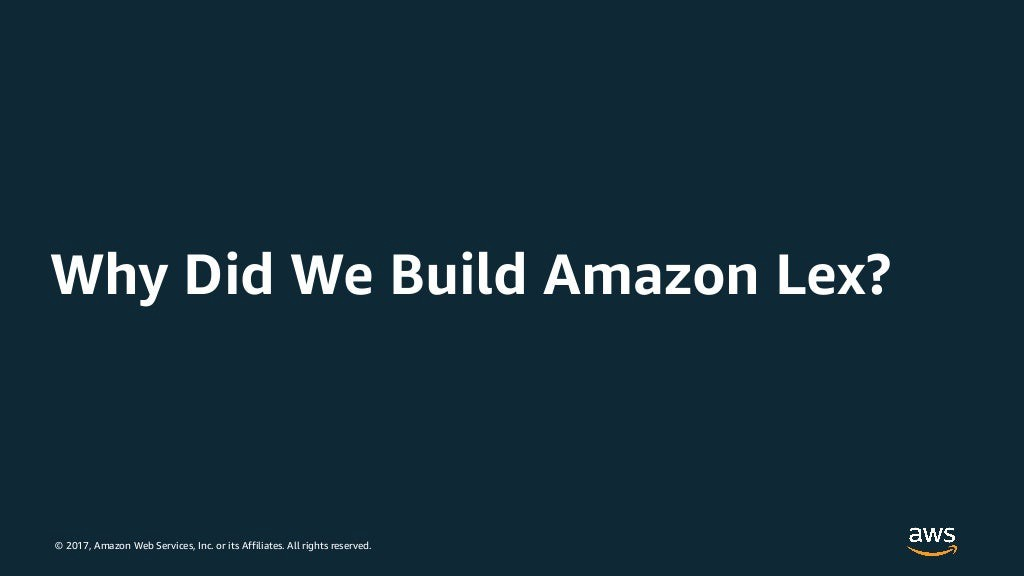 Why Did We Build Amazon Lex?
© 2017, Amazon Web Services, Inc. or its Affiliates. All rights reserved.
aws